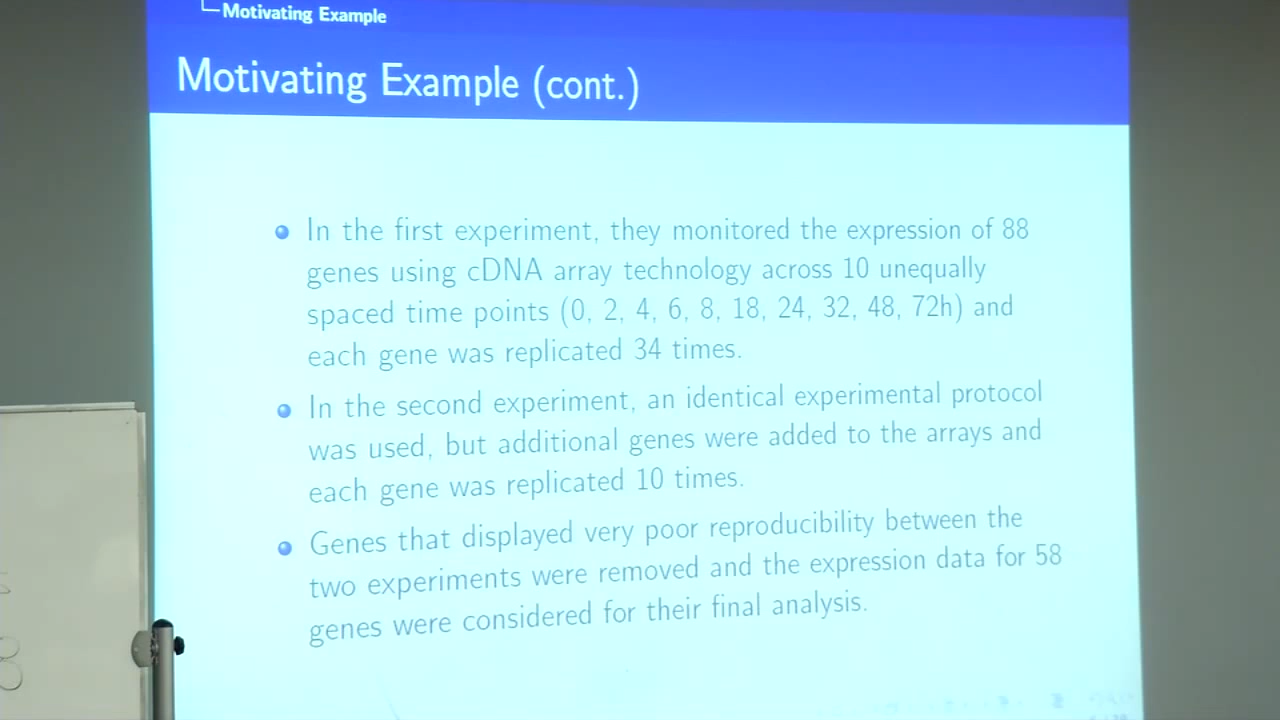 Motivating Example
Motivating Example (cont.)
In the first experiment, they monitored the expression of 88
genes using cDNA array technology across 10 unequally
spaced time points (0, 2, 4, 6, 8, 18, 24, 32, 48, 72h) and
each gene was replicated 34 times.
In the second experiment, an identical experimental protocol
was used, but additional genes were added to the arrays and
each gene was replicated 10 times.
Genes that displayed very poor reproducibility between the
two experiments were removed and the expression data for 58
genes were considered for their final analysis.